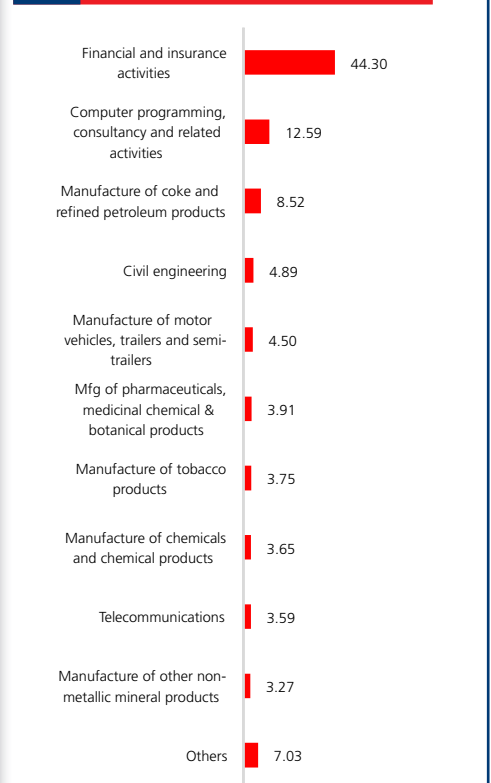 Financial and insurance
activities
44.30
Computer programming,
consultancy and related
activities
12.59
Manufacture of coke and
refined petroleum products
8.52
Civil engineering
4.89
Manufacture of motor
vehicles, trailers and semi-
trailers
4.50
Mfg of pharmaceuticals,
medicinal chemical &
botanical products
3.91
Manufacture of tobacco
products
3.75
Manufacture of chemicals
and chemical products
3.65
Telecommunications
3.59
Manufacture of other non-
metallic mineral products
3.27
Others
7.03